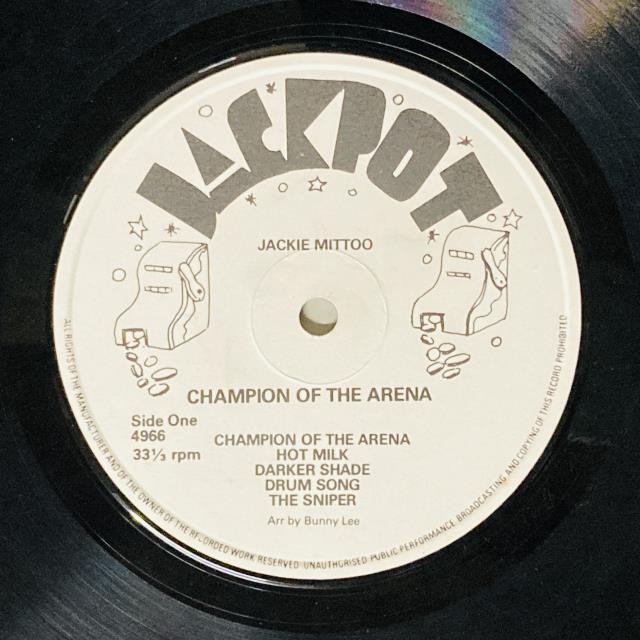 JACKPOT
JACKIE MITTOO
CHAMPION OF THE ARENA
Side One
4966
33⅓ rpm
CHAMPION OF THE ARENA
HOT MILK
DARKER SHADE
DRUM SONG
THE SNIPER
Arr by Bunny Lee
ALL RIGHTS OF THE MANUFACTURER AND OF THE OWNER OF THE RECORDED WORK RESERVED UNAUTHORISED PUBLIC PERFORMANCE BROADCASTING AND COPYING OF THIS RECORD PROHIBITED